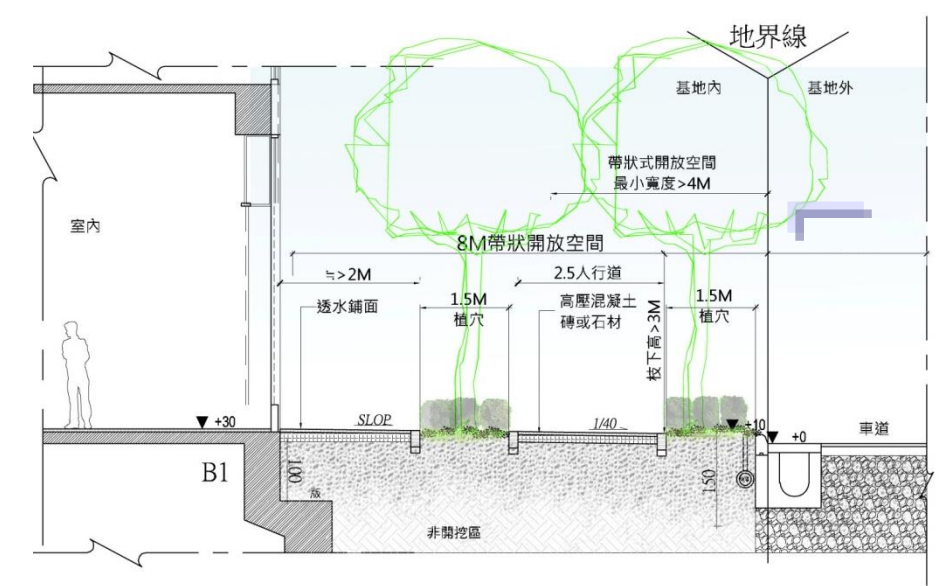 地界線
基地內
基地外
帶狀式開放空間
最小寬度>4M
室內
8M帶狀開放空間
≒>2M
2.5人行道
透水鋪面
1.5M
植穴
高壓混凝土
磚或石材
枝下高>3M
1.5M
植穴
+30
SLOP
1/40
+10
+0
車道
B1
100
版
150
非開挖區